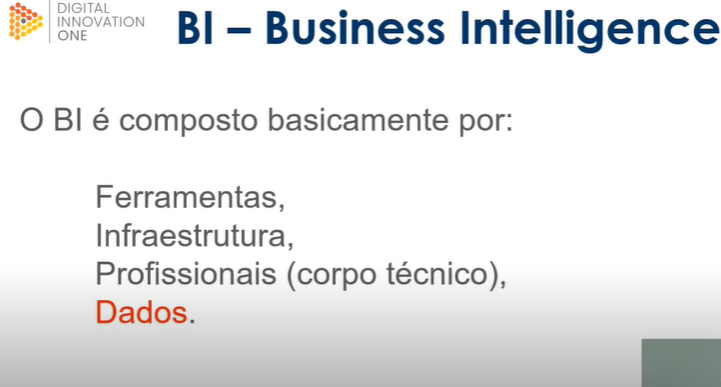 DIGITAL
INNOVATION
ONE
BI – Business Intelligence
O BI é composto basicamente por:
Ferramentas,
Infraestrutura,
Profissionais (corpo técnico),
Dados.